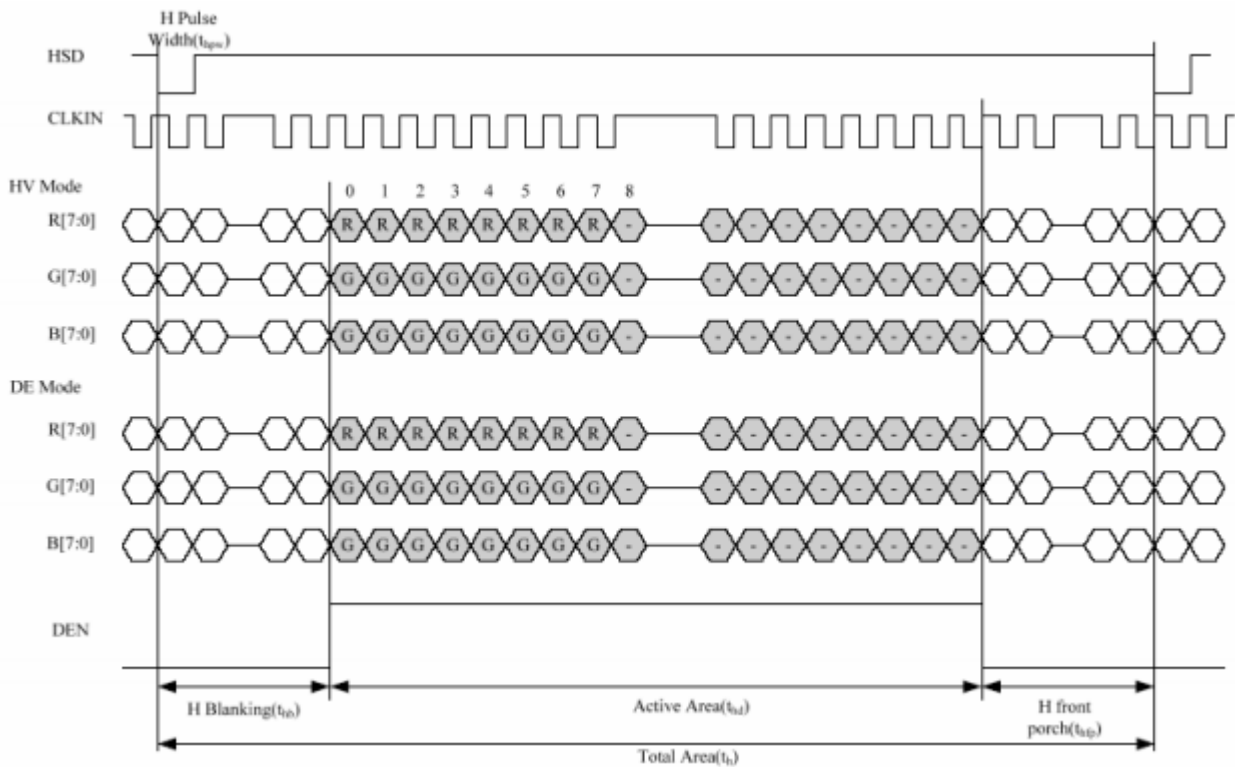 H Pulse
Width(thpw)
HSD
CLKIN
HV Mode
0 1 2 3 4 5 6 7 8
R[7:0] R R R R R R R R - - - - - - - - -
G[7:0] G G G G G G G G - - - - - - - - -
B[7:0] G G G G G G G G - - - - - - - - -
DE Mode
R[7:0] R R R R R R R R - - - - - - - - -
G[7:0] G G G G G G G G - - - - - - - - -
B[7:0] G G G G G G G G - - - - - - - - -
DEN
H Blanking(thb)
Active Area(thd)
H front
porch(thfp)
Total Area(th)